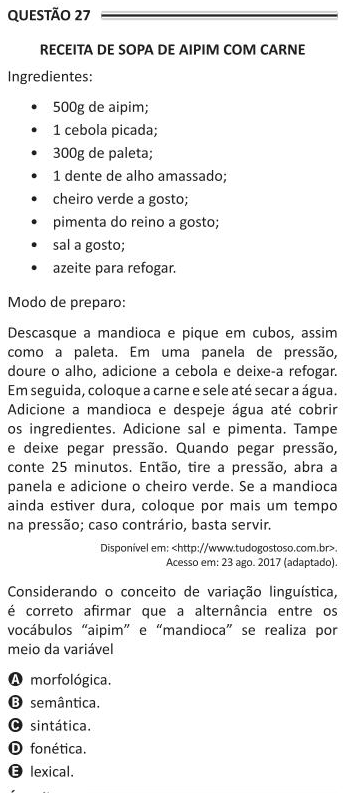 QUESTÃO 27
RECEITA DE SOPA DE AIPIM COM CARNE
Ingredientes:
• 500g de aipim;
• 1 cebola picada;
• 300g de paleta;
• 1 dente de alho amassado;
• cheiro verde a gosto;
• pimenta do reino a gosto;
• sal a gosto;
• azeite para refogar.
Modo de preparo:
Descasque a mandioca e pique em cubos, assim
como a paleta. Em uma panela de pressão,
doure o alho, adicione a cebola e deixe-a refogar.
Em seguida, coloque a carne e sele até secar a água.
Adicione a mandioca e despeje água até cobrir
os ingredientes. Adicione sal e pimenta. Tampe
e deixe pegar pressão. Quando pegar pressão,
conte 25 minutos. Então, tire a pressão, abra a
panela e adicione o cheiro verde. Se a mandioca
ainda estiver dura, coloque por mais um tempo
na pressão; caso contrário, basta servir.
Disponível em: <http://www.tudogostoso.com.br>.
Acesso em: 23 ago. 2017 (adaptado).
Considerando o conceito de variação linguística,
é correto afirmar que a alternância entre os
vocábulos “aipim” e “mandioca” se realiza por
meio da variável
A morfológica.
B semântica.
C sintática.
D fonética.
E lexical.